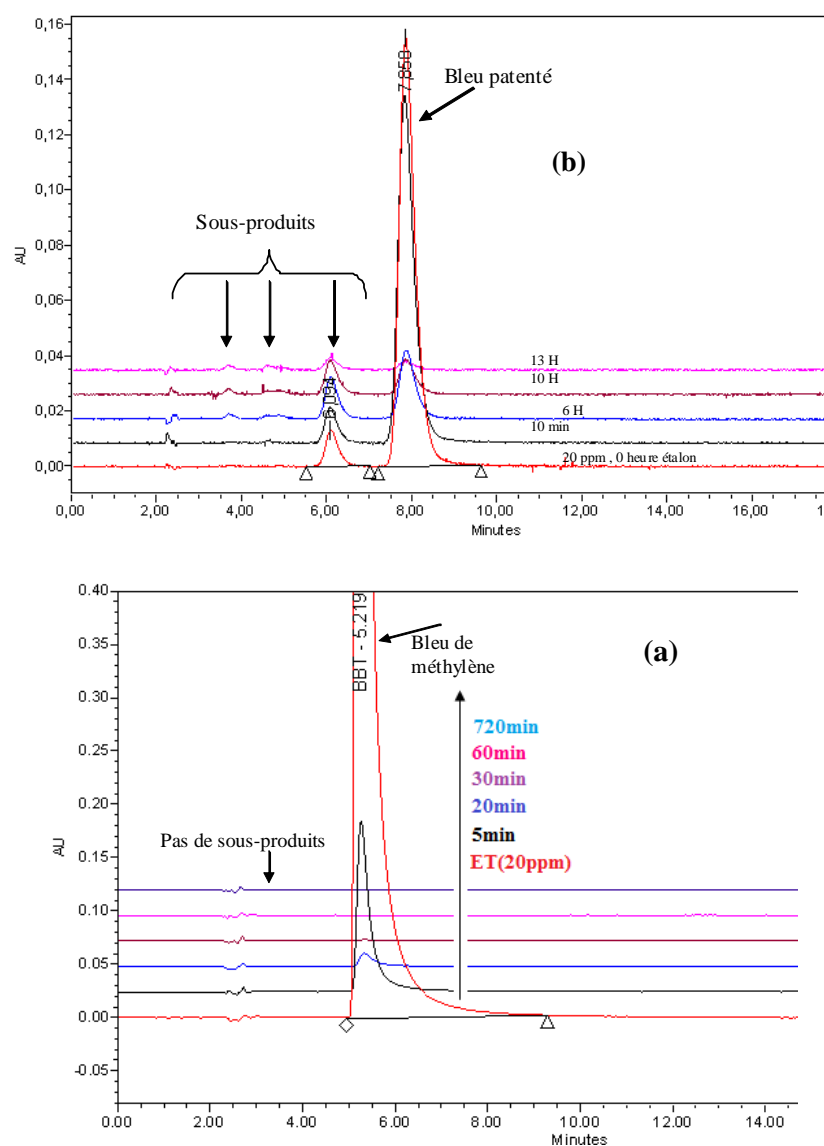 0,16
0,14
0,12
0,10
0,08
0,06
0,04
0,02
0,00
AU
7,850
Bleu patenté
(b)
Sous-produits
13 H
10 H
6 H
10 min
20 ppm , 0 heure étalon
0,00 2,00 4,00 6,00 8,00 10,00 12,00 14,00 16,00
Minutes
0.40
0.35
0.30
0.25
0.20
0.15
0.10
0.05
0.00
-0.05
AU
BBT - 5.219
Bleu de
méthylène
(a)
720min
60min
30min
20min
5min
ET(20ppm)
Pas de sous-produits
0.00 2.00 4.00 6.00 8.00 10.00 12.00 14.00
Minutes